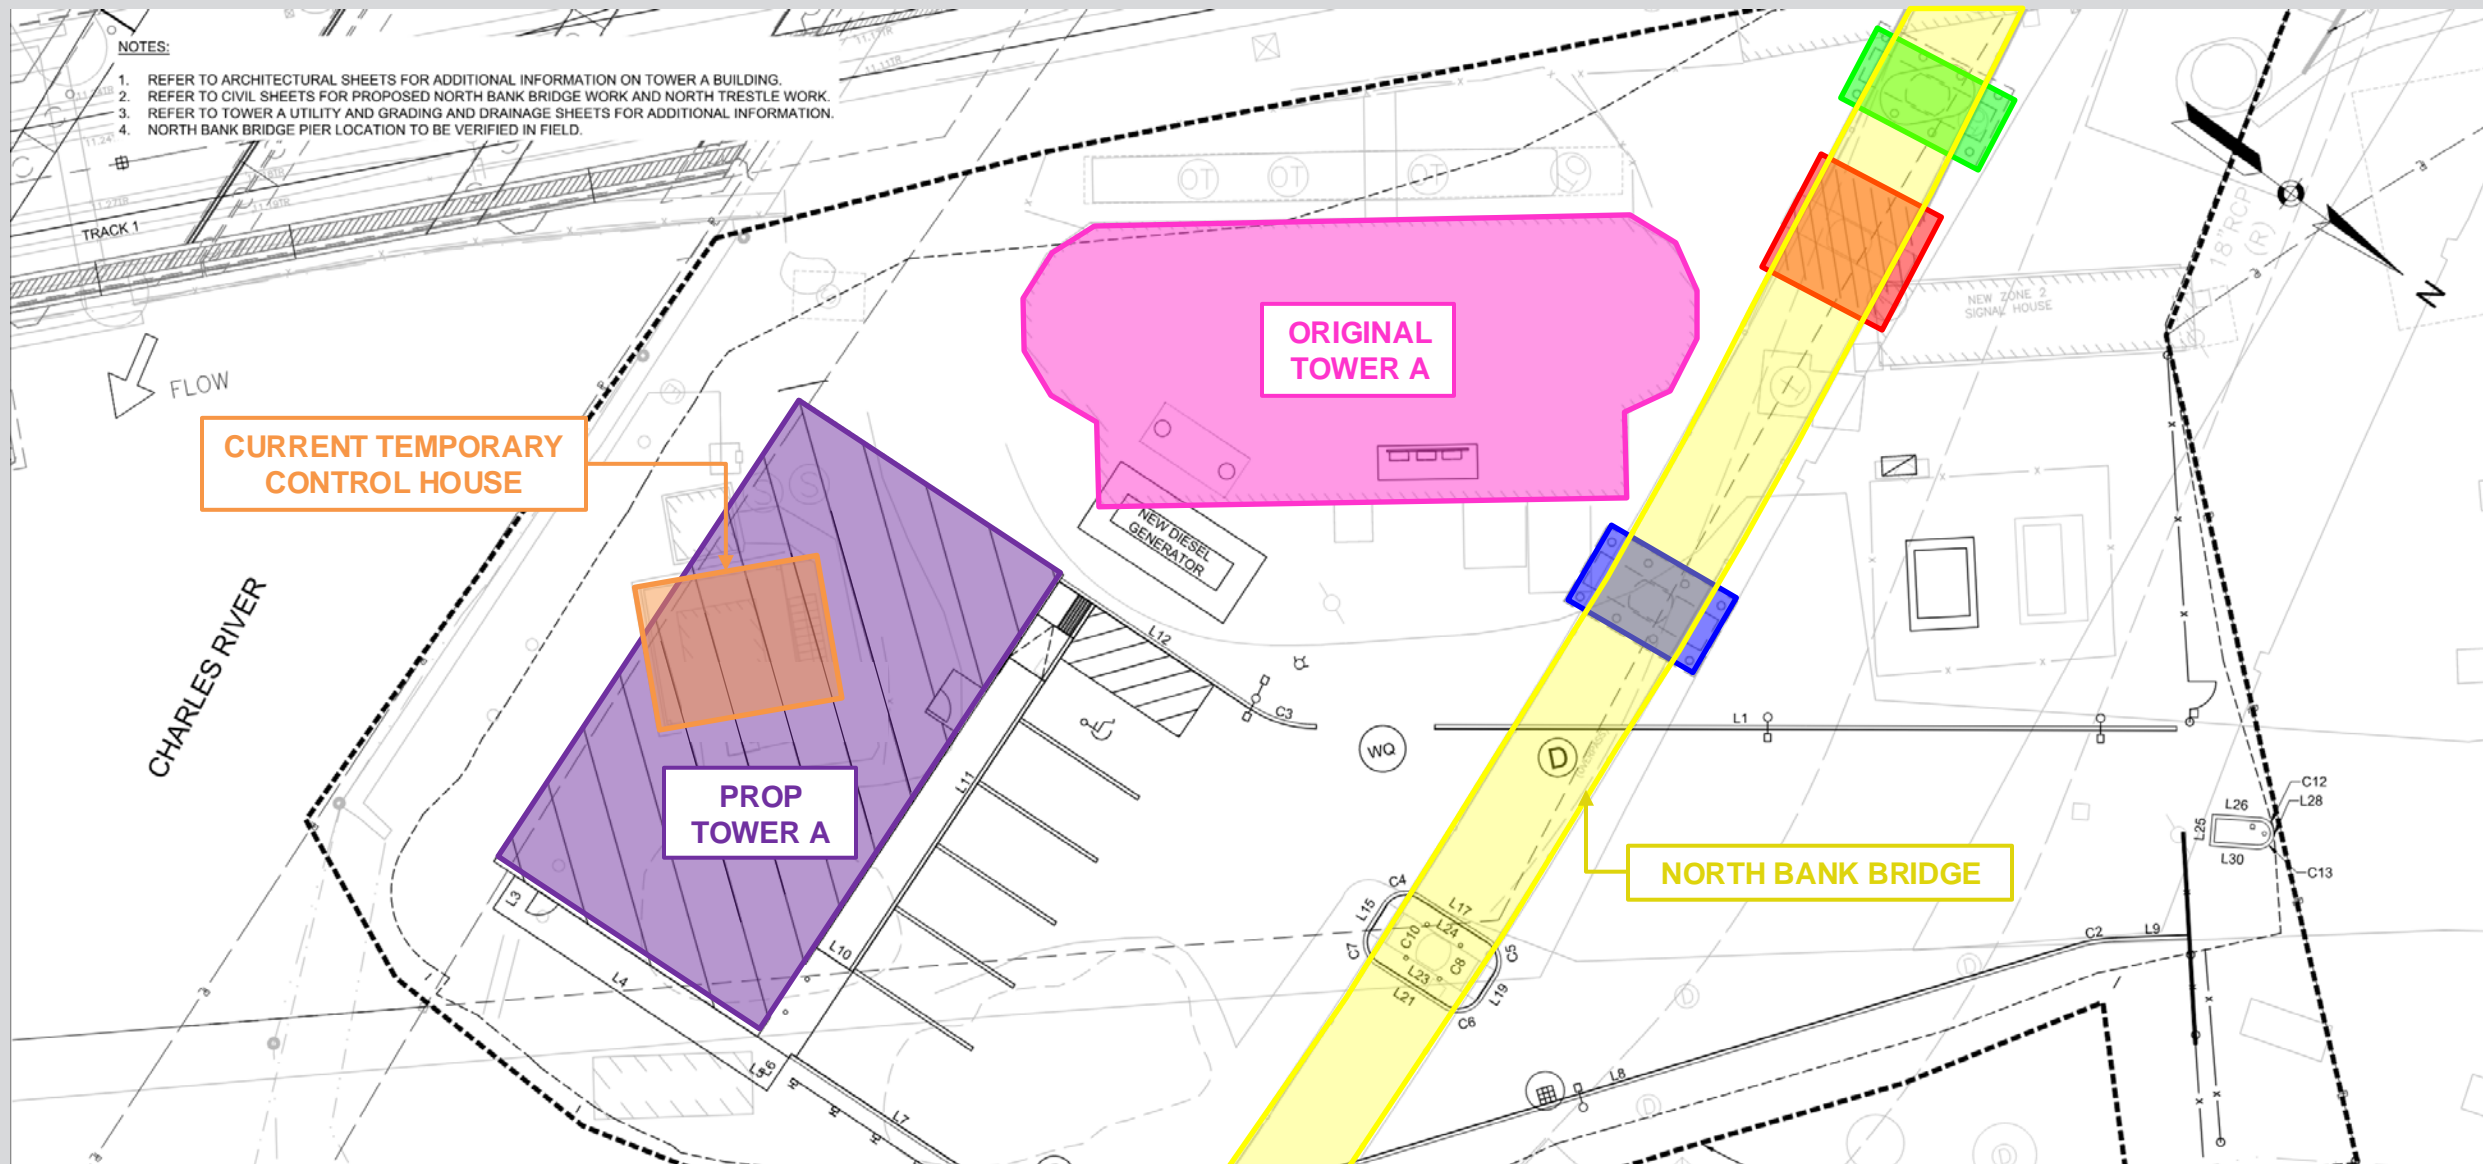 NOTES:
1. REFER TO ARCHITECTURAL SHEETS FOR ADDITIONAL INFORMATION ON TOWER A BUILDING.
2. REFER TO CIVIL SHEETS FOR PROPOSED NORTH BANK BRIDGE WORK AND NORTH TRESTLE WORK.
3. REFER TO TOWER A UTILITY AND GRADING AND DRAINAGE SHEETS FOR ADDITIONAL INFORMATION.
4. NORTH BANK BRIDGE PIER LOCATION TO BE VERIFIED IN FIELD.
TRACK 1
FLOW
18"RCP
(R)
N
NEW ZONE 2
SIGNAL HOUSE
ORIGINAL
TOWER A
CURRENT TEMPORARY
CONTROL HOUSE
NEW DIESEL
GENERATOR
CHARLES RIVER
L12
C3
WQ
L1
D
L11
PROP
TOWER A
C12
L26
L28
L25
L30
C13
NORTH BANK BRIDGE
C4
L15
L17
L24
C10
C7
C5
C8
L23
L21
L19
C6
C2
L9
L3
L10
L4
L6
L7
L8